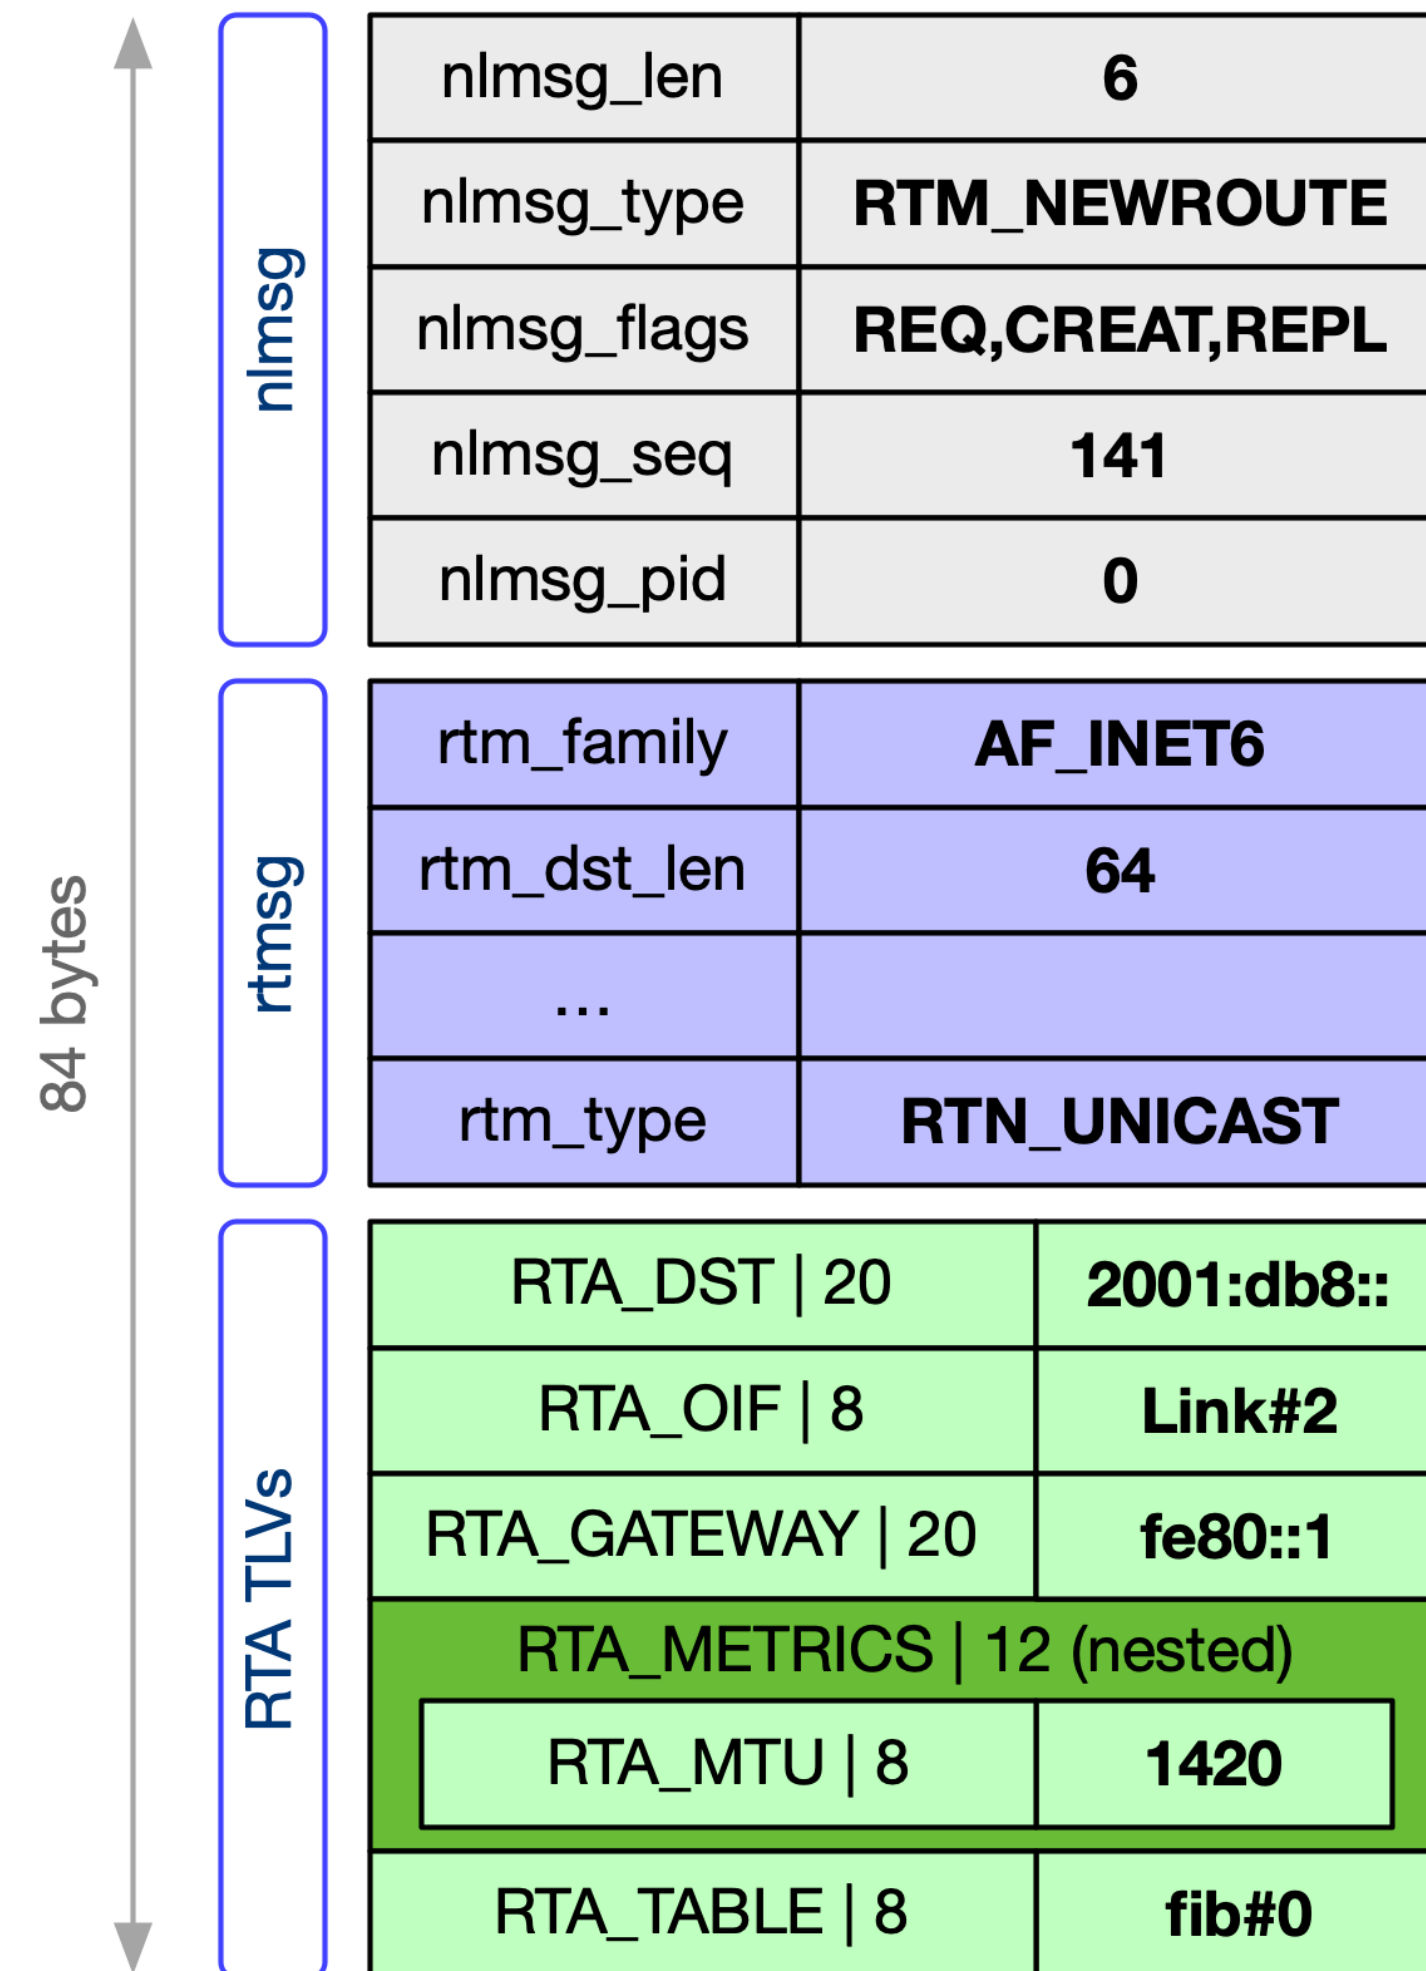 84 bytes
nlmsg
nlmsg_len 6
nlmsg_type RTM_NEWROUTE
nlmsg_flags REQ,CREAT,REPL
nlmsg_seq 141
nlmsg_pid 0
rtmsg
rtm_family AF_INET6
rtm_dst_len 64
...
rtm_type RTN_UNICAST
RTA TLVs
RTA_DST | 20 2001:db8::
RTA_OIF | 8 Link#2
RTA_GATEWAY | 20 fe80::1
RTA_METRICS | 12 (nested)
RTA_MTU | 8 1420
RTA_TABLE | 8 fib#0